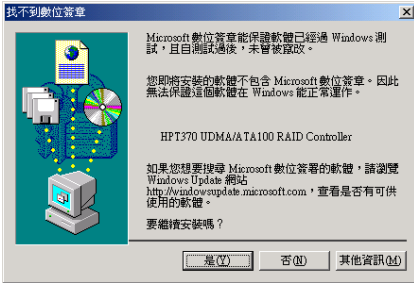 找不到數位簽章
Microsoft 數位簽章能保證軟體已經過 Windows 測
試，且自測試過後，未曾被竄改。
您即將安裝的軟體不包含 Microsoft 數位簽章。因此
無法保證這個軟體在 Windows 能正常運作。
HPT370 UDMA/ATA100 RAID Controller
如果您想要搜尋 Microsoft 數位簽署的軟體，請瀏覽
Windows Update 網站
http://windowsupdate.microsoft.com，查看是否有可供
使用的軟體。
要繼續安裝嗎？
是(Y)
否(N)
其他資訊(M)